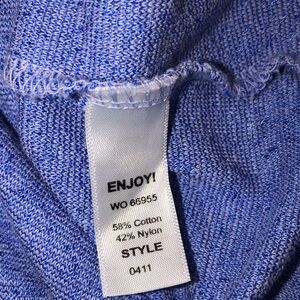 ENJOY!
WO 66955
58% Cotton
42% Nylon
STYLE
0411